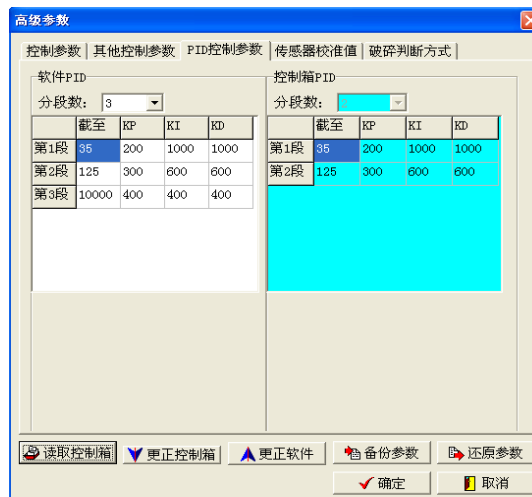 高级参数
控制参数 其他控制参数 PID控制参数 传感器校准值 破碎判断方式
软件PID
分段数: 3
截至 KP KI KD
第1段 35 200 1000 1000
第2段 125 300 600 600
第3段 10000 400 400 400
控制箱PID
分段数:
截至 KP KI KD
第1段 35 200 1000 1000
第2段 125 300 600 600
读取控制箱 更正控制箱 更正软件 备份参数 还原参数
确定 取消